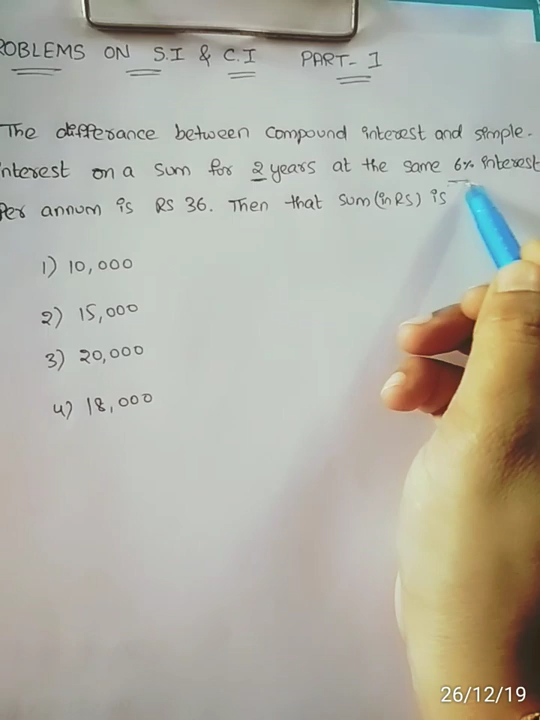 ROBLEMS ON S.I & C.I PART- I
The differance between compound interest and simple-
interest on a sum for 2 years at the same 6% interest
Per annum is RS 36. Then that sum (in RS) is
1) 10,000
2) 15,000
3) 20,000
4) 18,000
26/12/19